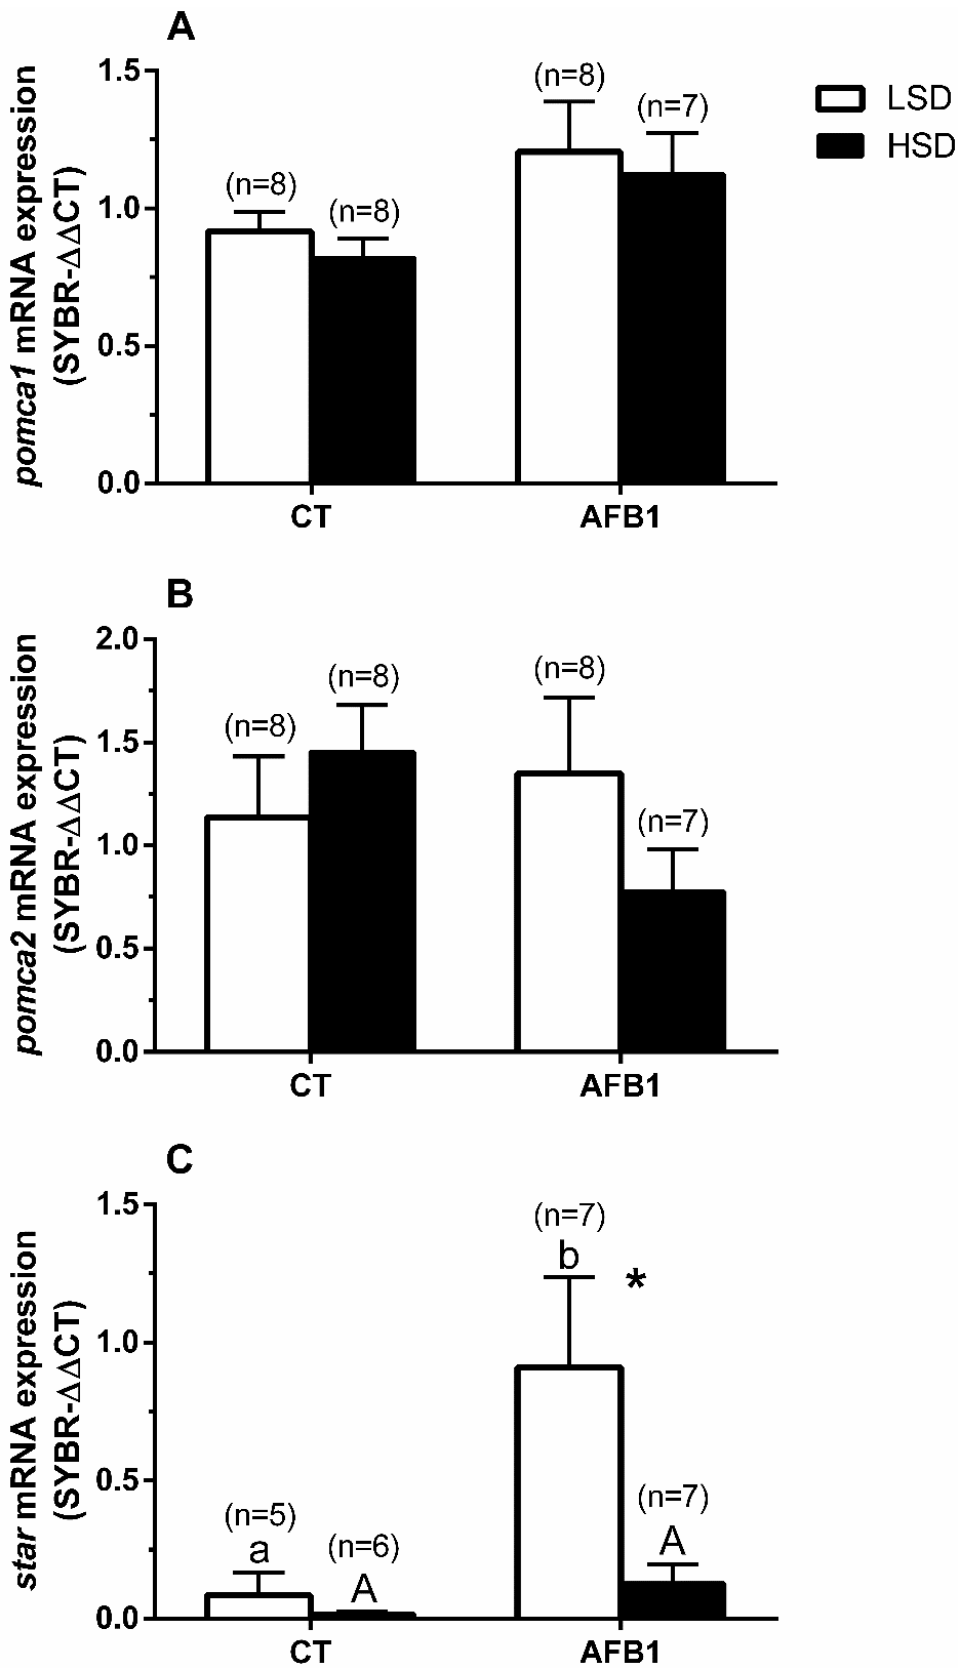 A
pomca1 mRNA expression
(SYBR-ΔΔCT)
1.5
1.0
0.5
0.0
(n=8)
(n=8)
(n=8)
(n=7)
CT
AFB1
LSD
HSD
B
pomca2 mRNA expression
(SYBR-ΔΔCT)
2.0
1.5
1.0
0.5
0.0
(n=8)
(n=8)
(n=8)
(n=7)
CT
AFB1
C
star mRNA expression
(SYBR-ΔΔCT)
1.5
1.0
0.5
0.0
(n=5)
a
(n=6)
A
(n=7)
b
*
(n=7)
A
CT
AFB1